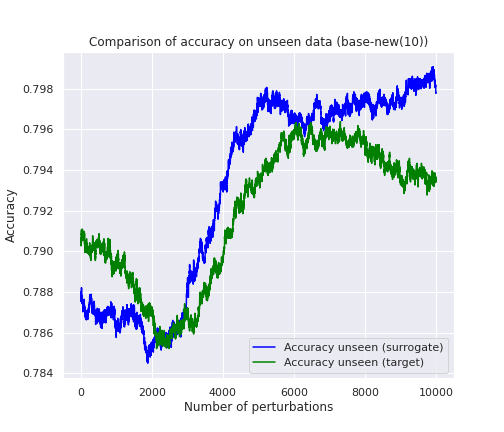 Comparison of accuracy on unseen data (base-new(10))
Accuracy
0.798
0.796
0.794
0.792
0.790
0.788
0.786
0.784
Accuracy unseen (surrogate)
Accuracy unseen (target)
0 2000 4000 6000 8000 10000
Number of perturbations